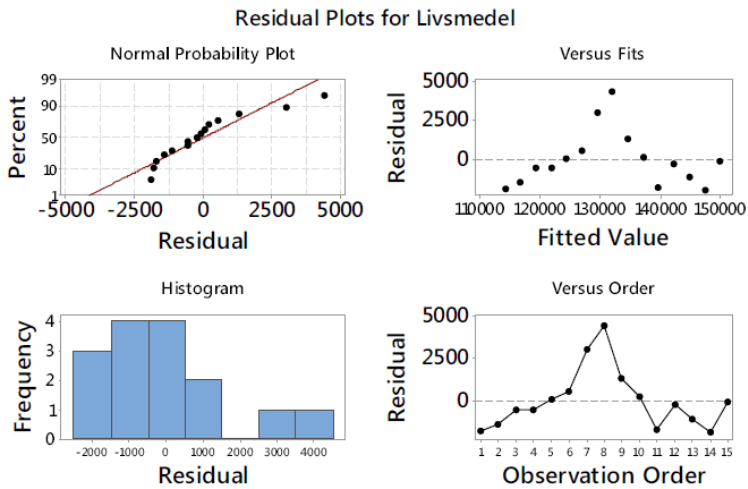 Residual Plots for Livsmedel
Normal Probability Plot
Percent
99
90
50
10
1
-5000 -2500 0 2500 5000
Residual
Versus Fits
Residual
5000
2500
0
110000 120000 130000 140000 150000
Fitted Value
Histogram
Frequency
4
3
2
1
0
-2000 -1000 0 1000 2000 3000 4000
Residual
Versus Order
Residual
5000
2500
0
1 2 3 4 5 6 7 8 9 10 11 12 13 14 15
Observation Order